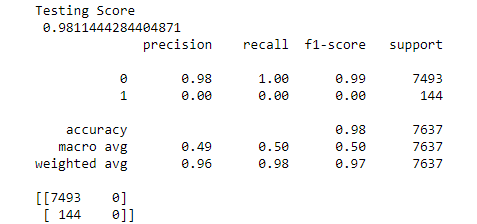 Testing Score
0.9811444284404871
precision recall f1-score support
0 0.98 1.00 0.99 7493
1 0.00 0.00 0.00 144
accuracy 0.98 7637
macro avg 0.49 0.50 0.50 7637
weighted avg 0.96 0.98 0.97 7637
[[7493 0]
[ 144 0]]